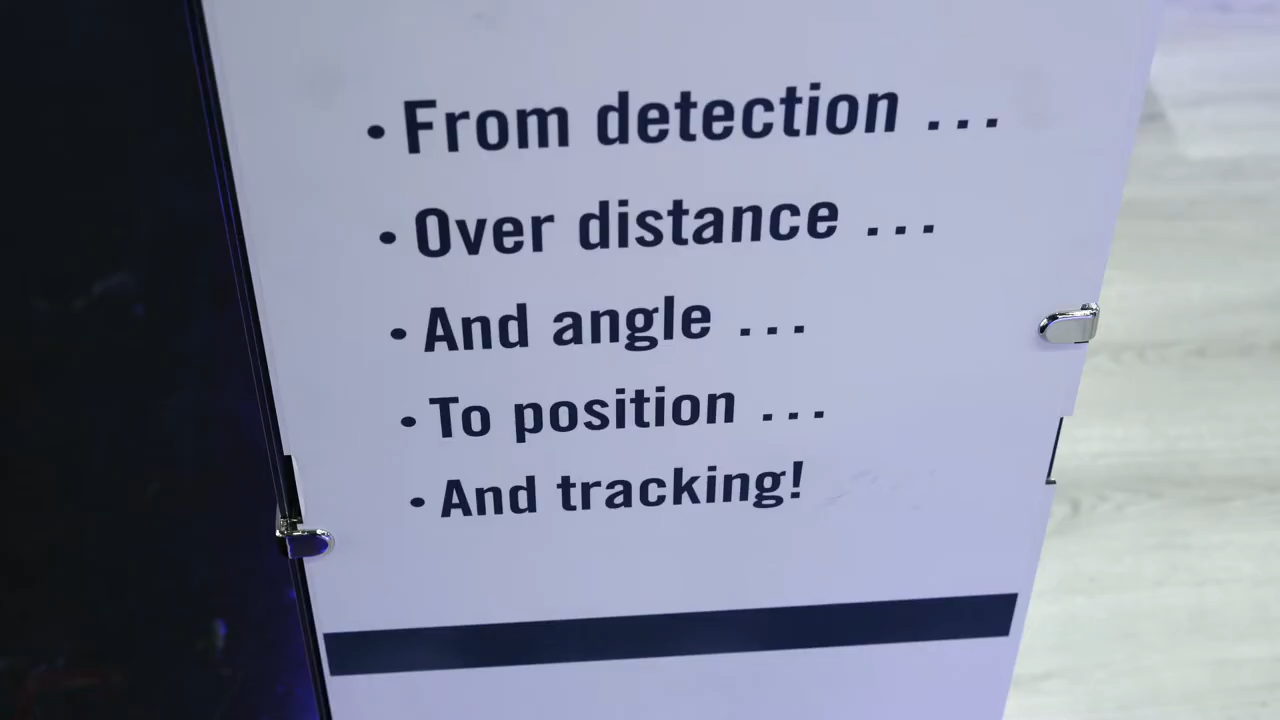 • From detection ...
• Over distance ...
• And angle ...
• To position ...
• And tracking!